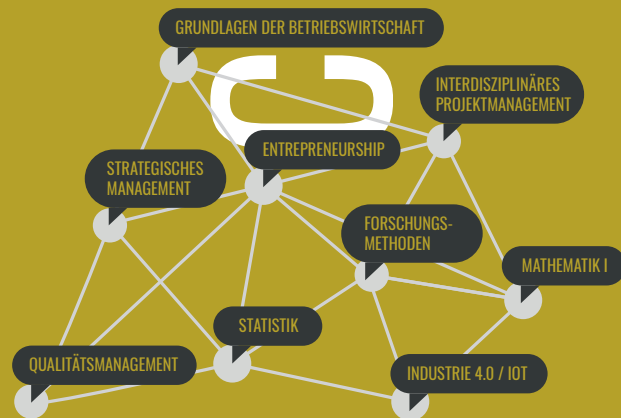 GRUNDLAGEN DER BETRIEBSWIRTSCHAFT
INTERDISZIPLINÄRES
PROJEKTMANAGEMENT
ENTREPRENEURSHIP
STRATEGISCHES
MANAGEMENT
FORSCHUNGS-
METHODEN
MATHEMATIK I
STATISTIK
QUALITÄTSMANAGEMENT
INDUSTRIE 4.0 / IOT